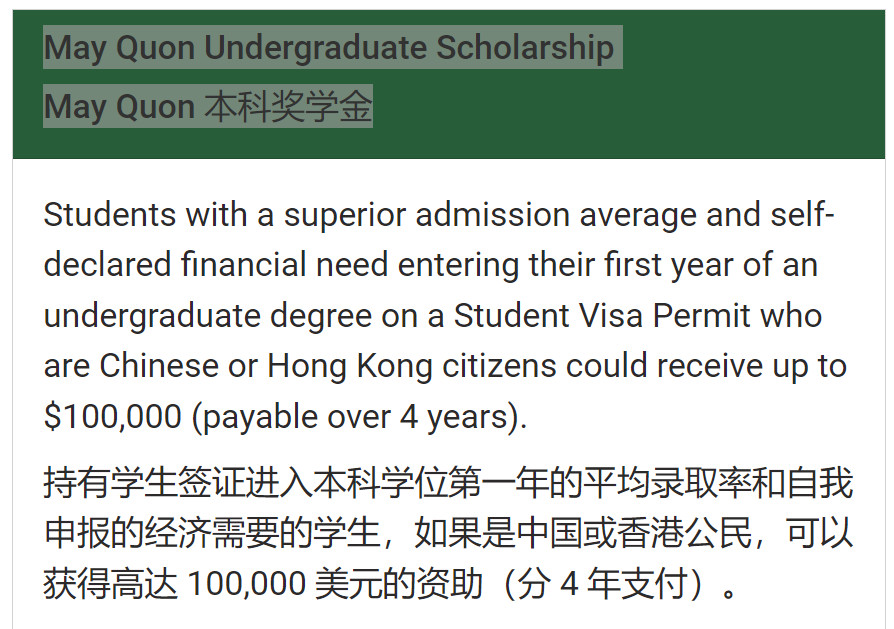 May Quon Undergraduate Scholarship
May Quon 本科奖学金
Students with a superior admission average and self-
declared financial need entering their first year of an
undergraduate degree on a Student Visa Permit who
are Chinese or Hong Kong citizens could receive up to
$100,000 (payable over 4 years).
持有学生签证进入本科学位第一年的平均录取率和自我
申报的经济需要的学生，如果是中国或香港公民，可以
获得高达 100,000 美元的资助（分 4 年支付）。